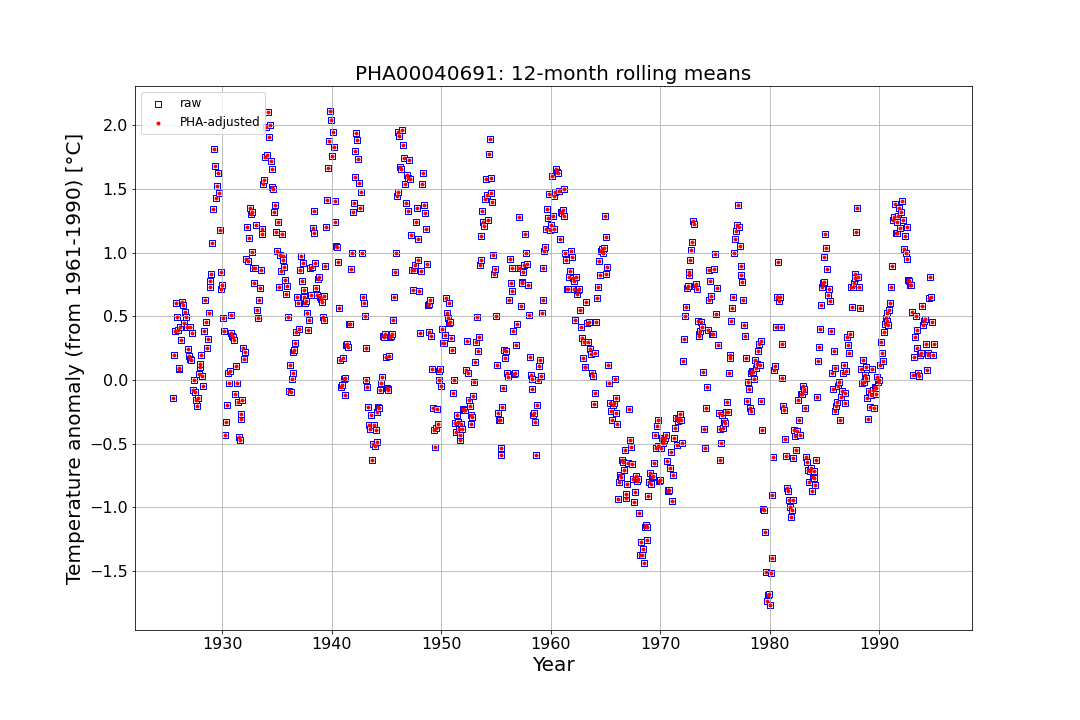 PHA00040691: 12-month rolling means
raw
PHA-adjusted
Temperature anomaly (from 1961-1990) [°C]
2.0
1.5
1.0
0.5
0.0
−0.5
−1.0
−1.5
1930 1940 1950 1960 1970 1980 1990
Year